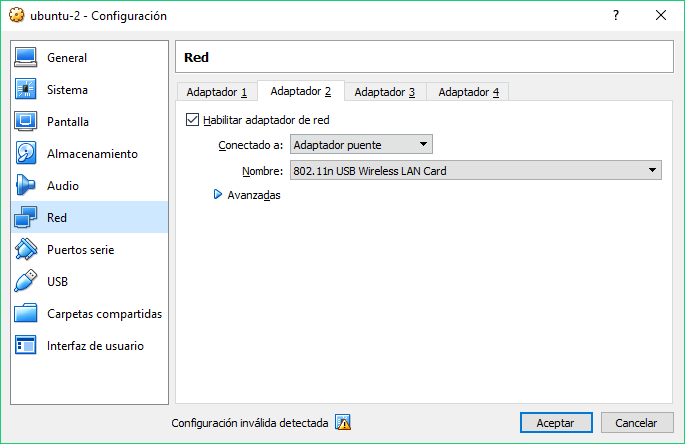 ubuntu-2 - Configuración
General
Sistema
Pantalla
Almacenamiento
Audio
Red
Puertos serie
USB
Carpetas compartidas
Interfaz de usuario
Red
Adaptador 1 Adaptador 2 Adaptador 3 Adaptador 4
Habilitar adaptador de red
Conectado a: Adaptador puente
Nombre: 802.11n USB Wireless LAN Card
Avanzadas
Configuración inválida detectada Aceptar Cancelar